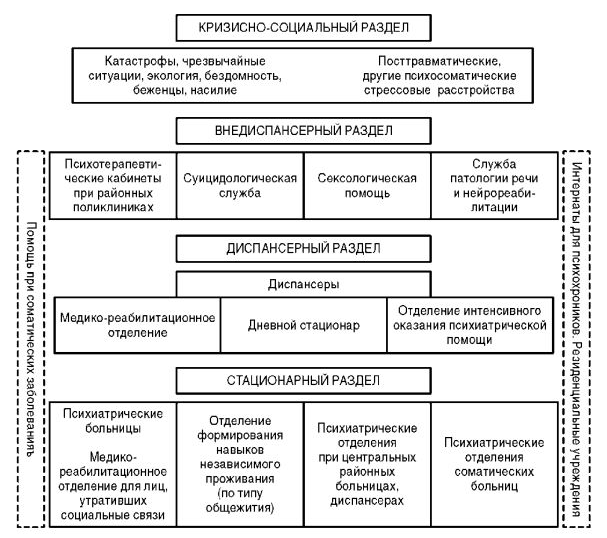 КРИЗИСНО-СОЦИАЛЬНЫЙ РАЗДЕЛ
Катастрофы, чрезвычайные
ситуации, экология, бездомность,
беженцы, насилие
Посттравматические,
другие психосоматические
стрессовые расстройства
ВНЕДИСПАНСЕРНЫЙ РАЗДЕЛ
Психотерапевти-
ческие кабинеты
при районных
поликлиниках
Суицидологическая
служба
Сексологическая
помощь
Служба
патологии речи
и нейрореаби-
литации
ДИСПАНСЕРНЫЙ РАЗДЕЛ
Диспансеры
Медико-реабилитационное
отделение
Дневной стационар
Отделение интенсивного
оказания психиатрической
помощи
СТАЦИОНАРНЫЙ РАЗДЕЛ
Психиатрические
больницы
Медико-
реабилитационное
отделение для лиц,
утративших
социальные связи
Отделение
формирования
навыков
независимого
проживания
(по типу
общежития)
Психиатрические
отделения
при центральных
районных
больницах,
диспансерах
Психиатрические
отделения
соматических
больниц
Помощь при соматических заболеваняъ
Интернаты для психохроников. Резиденциальные учреждения